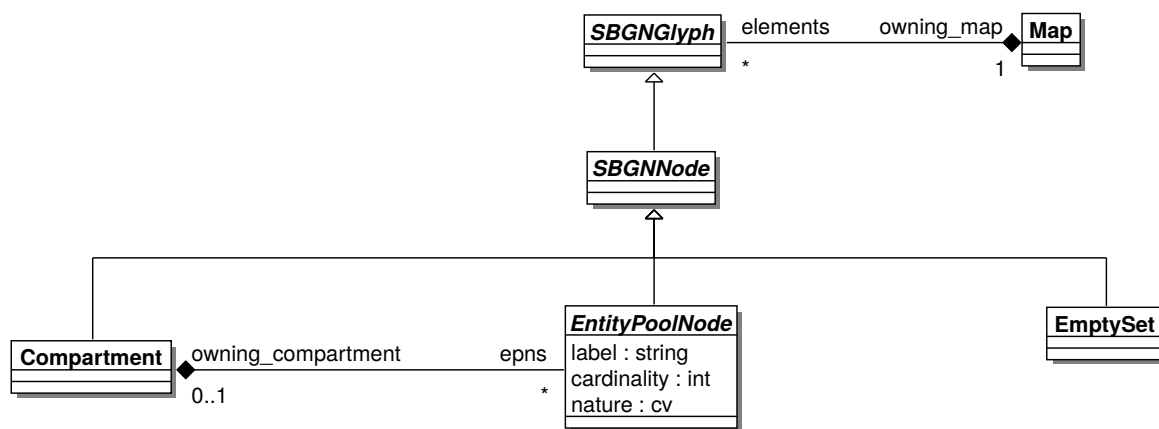 SBGNGlyph
elements
owning_map
Map
*
1
SBGNNode
EntityPoolNode
label : string
cardinality : int
nature : cv
EmptySet
Compartment
owning_compartment
epns
0..1
*